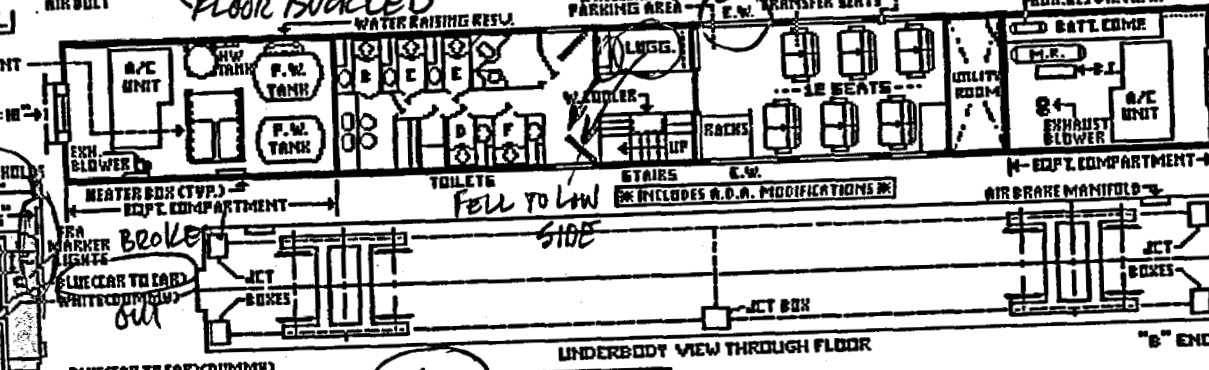 AIR BOLT
FLOOR BUCKLED
WATER RAISING RESV.
PARKING AREA
E.W.
TRANSFER SEATS
A/C UNIT
HW TANK
F.W. TANK
F.W. TANK
B
C
E
D
F
LUGG.
W.COOLER
UP
RACKS
12 SEATS
UTILITY ROOM
BATT.COMP.
M.R.
B.I.
EXHAUST BLOWER
A/C UNIT
EXH. BLOWER
HEATER BOX (TYP.)
EQPT. COMPARTMENT
TOILETS
STAIRS
E.W.
* INCLUDES A.D.A. MODIFICATIONS *
EQPT. COMPARTMENT
AIR BRAKE MANIFOLD
FELL TO LOW
SIDE
FRA
MARKER
LIGHTS
BROKE
BLUE(CAR TO CAR)
WHITE(DUMMY)
OUT
JCT
BOXES
JCT BOX
JCT
BOXES
UNDERBODY VIEW THROUGH FLOOR
"B" END